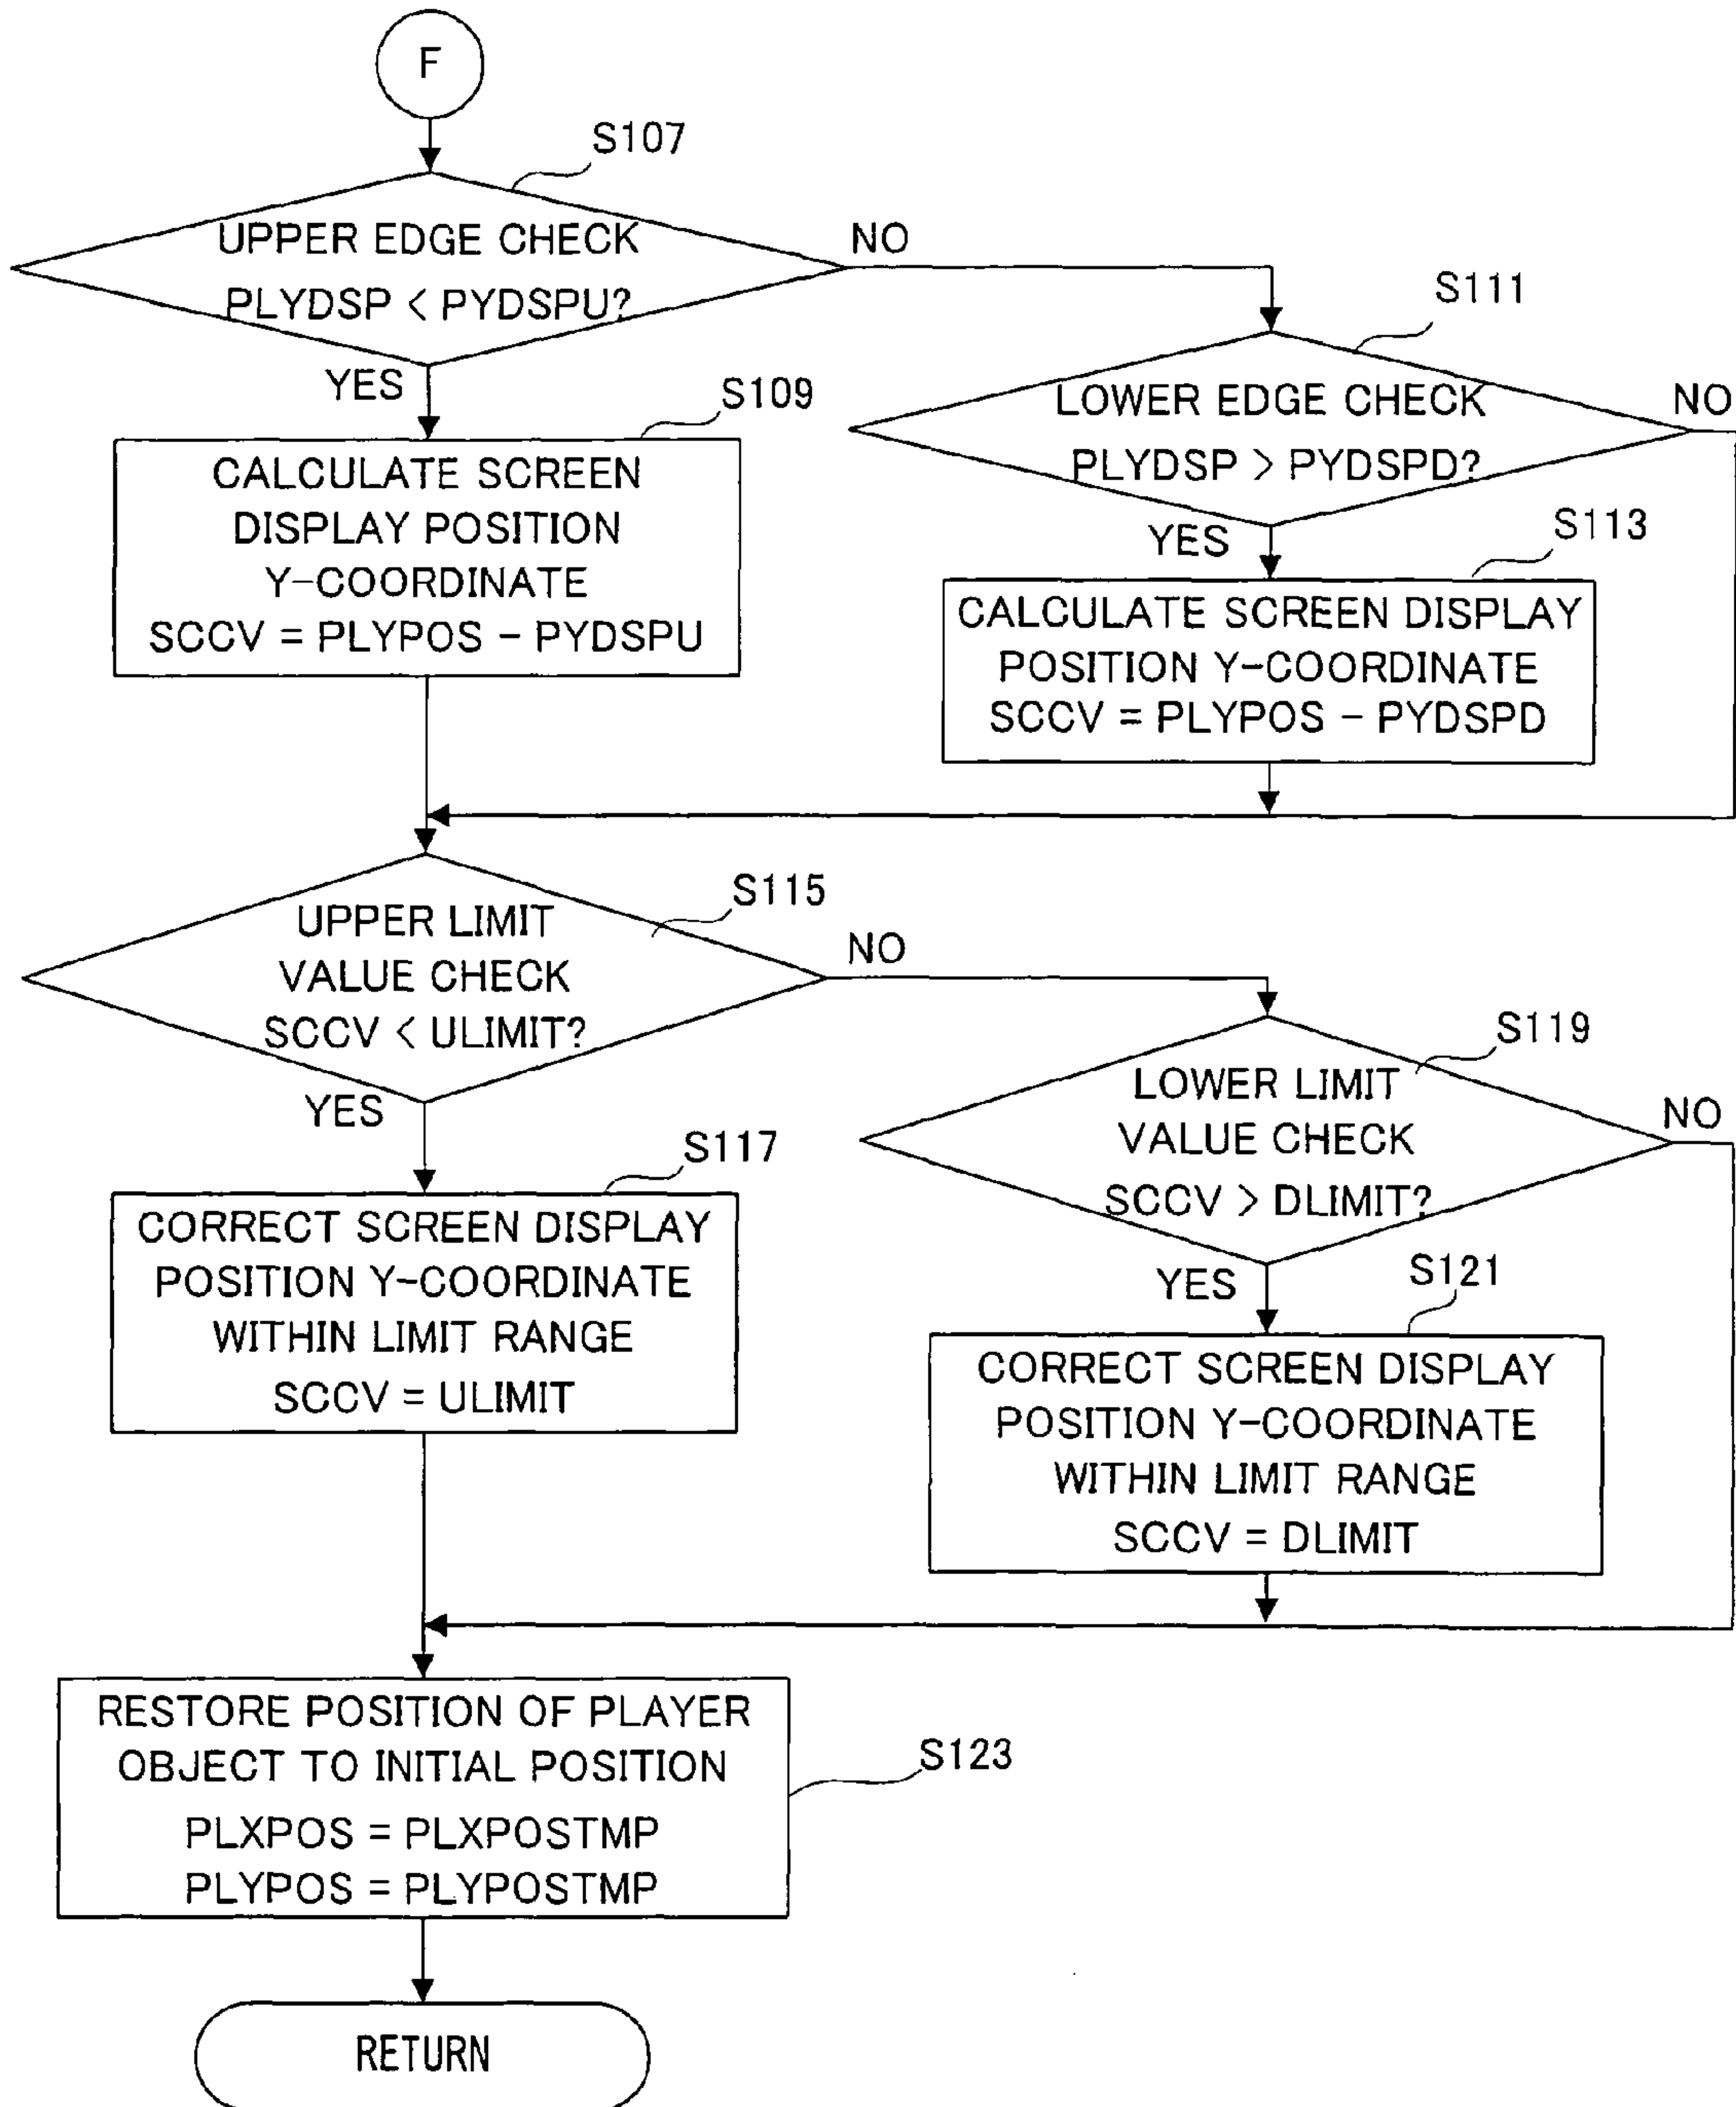 F
S107
UPPER EDGE CHECK
PLYDSP < PYDSPU?
NO
YES
S111
LOWER EDGE CHECK
PLYDSP > PYDSPD?
NO
YES
S109
CALCULATE SCREEN
DISPLAY POSITION
Y-COORDINATE
SCCV = PLYPOS - PYDSPU
S113
CALCULATE SCREEN DISPLAY
POSITION Y-COORDINATE
SCCV = PLYPOS - PYDSPD
S115
UPPER LIMIT
VALUE CHECK
SCCV < ULIMIT?
NO
YES
S119
LOWER LIMIT
VALUE CHECK
SCCV > DLIMIT?
NO
YES
S117
CORRECT SCREEN DISPLAY
POSITION Y-COORDINATE
WITHIN LIMIT RANGE
SCCV = ULIMIT
S121
CORRECT SCREEN DISPLAY
POSITION Y-COORDINATE
WITHIN LIMIT RANGE
SCCV = DLIMIT
RESTORE POSITION OF PLAYER
OBJECT TO INITIAL POSITION
PLXPOS = PLXPOSTMP
PLYPOS = PLYPOSTMP
S123
RETURN